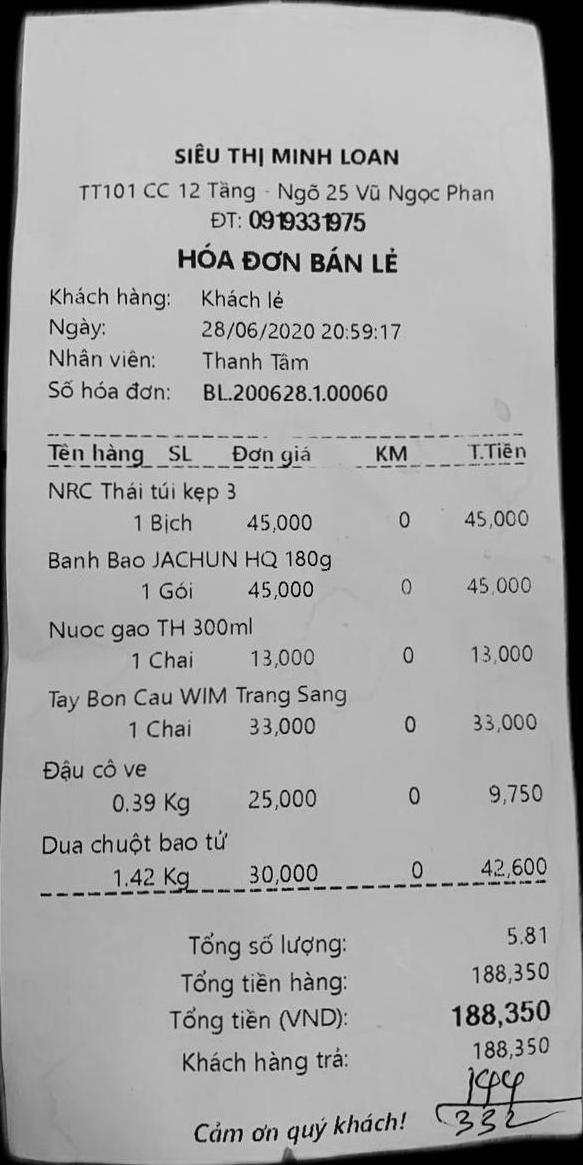 SIÊU THỊ MINH LOAN
TT101 CC 12 Tầng - Ngõ 25 Vũ Ngọc Phan
ĐT: 0919331975
HÓA ĐƠN BÁN LẺ
Khách hàng: Khách lẻ
Ngày: 28/06/2020 20:59:17
Nhân viên: Thanh Tâm
Số hóa đơn: BL.200628.1.00060
Tên hàng SL Đơn giá KM T.Tiền
NRC Thái túi kẹp 3
1 Bịch 45,000 0 45,000
Banh Bao JACHUN HQ 180g
1 Gói 45,000 0 45,000
Nuoc gao TH 300ml
1 Chai 13,000 0 13,000
Tay Bon Cau WIM Trang Sang
1 Chai 33,000 0 33,000
Đậu cô ve
0.39 Kg 25,000 0 9,750
Dua chuột bao tử
1.42 Kg 30,000 0 42,600
Tổng số lượng: 5.81
Tổng tiền hàng: 188,350
Tổng tiền (VND): 188,350
Khách hàng trả: 188,350
144
Cảm ơn quý khách! 332